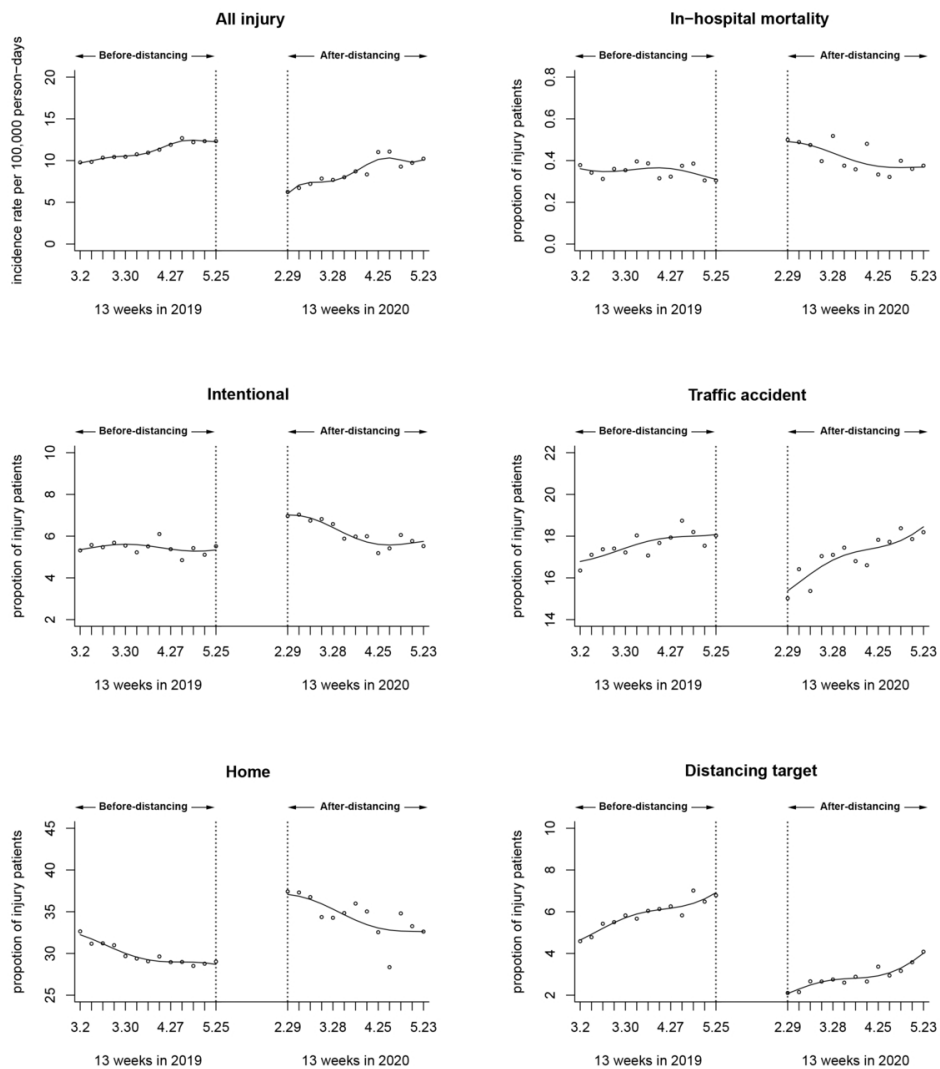 All injury
Before−distancing
After−distancing
incidence rate per 100,000 person−days
20
15
10
5
0
3.2 3.30 4.27 5.25 2.29 3.28 4.25 5.23
13 weeks in 2019 13 weeks in 2020
In−hospital mortality
Before−distancing
After−distancing
propotion of injury patients
0.8
0.6
0.4
0.2
0.0
3.2 3.30 4.27 5.25 2.29 3.28 4.25 5.23
13 weeks in 2019 13 weeks in 2020
Intentional
Before−distancing
After−distancing
propotion of injury patients
10
8
6
4
2
3.2 3.30 4.27 5.25 2.29 3.28 4.25 5.23
13 weeks in 2019 13 weeks in 2020
Traffic accident
Before−distancing
After−distancing
propotion of injury patients
22
20
18
16
14
3.2 3.30 4.27 5.25 2.29 3.28 4.25 5.23
13 weeks in 2019 13 weeks in 2020
Home
Before−distancing
After−distancing
propotion of injury patients
45
40
35
30
25
3.2 3.30 4.27 5.25 2.29 3.28 4.25 5.23
13 weeks in 2019 13 weeks in 2020
Distancing target
Before−distancing
After−distancing
propotion of injury patients
10
8
6
4
2
3.2 3.30 4.27 5.25 2.29 3.28 4.25 5.23
13 weeks in 2019 13 weeks in 2020